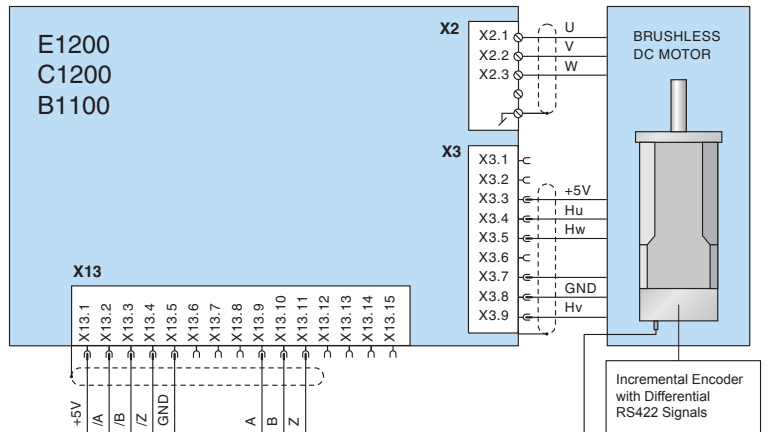 E1200
C1200
B1100
X2
X2.1
X2.2
X2.3
U
V
W
BRUSHLESS
DC MOTOR
X3
X3.1
X3.2
X3.3
X3.4
X3.5
X3.6
X3.7
X3.8
X3.9
+5V
Hu
Hw
GND
Hv
X13
X13.1
X13.2
X13.3
X13.4
X13.5
X13.6
X13.7
X13.8
X13.9
X13.10
X13.11
X13.12
X13.13
X13.14
X13.15
+5V
/A
/B
/Z
GND
A
B
Z
Incremental Encoder
with Differential
RS422 Signals